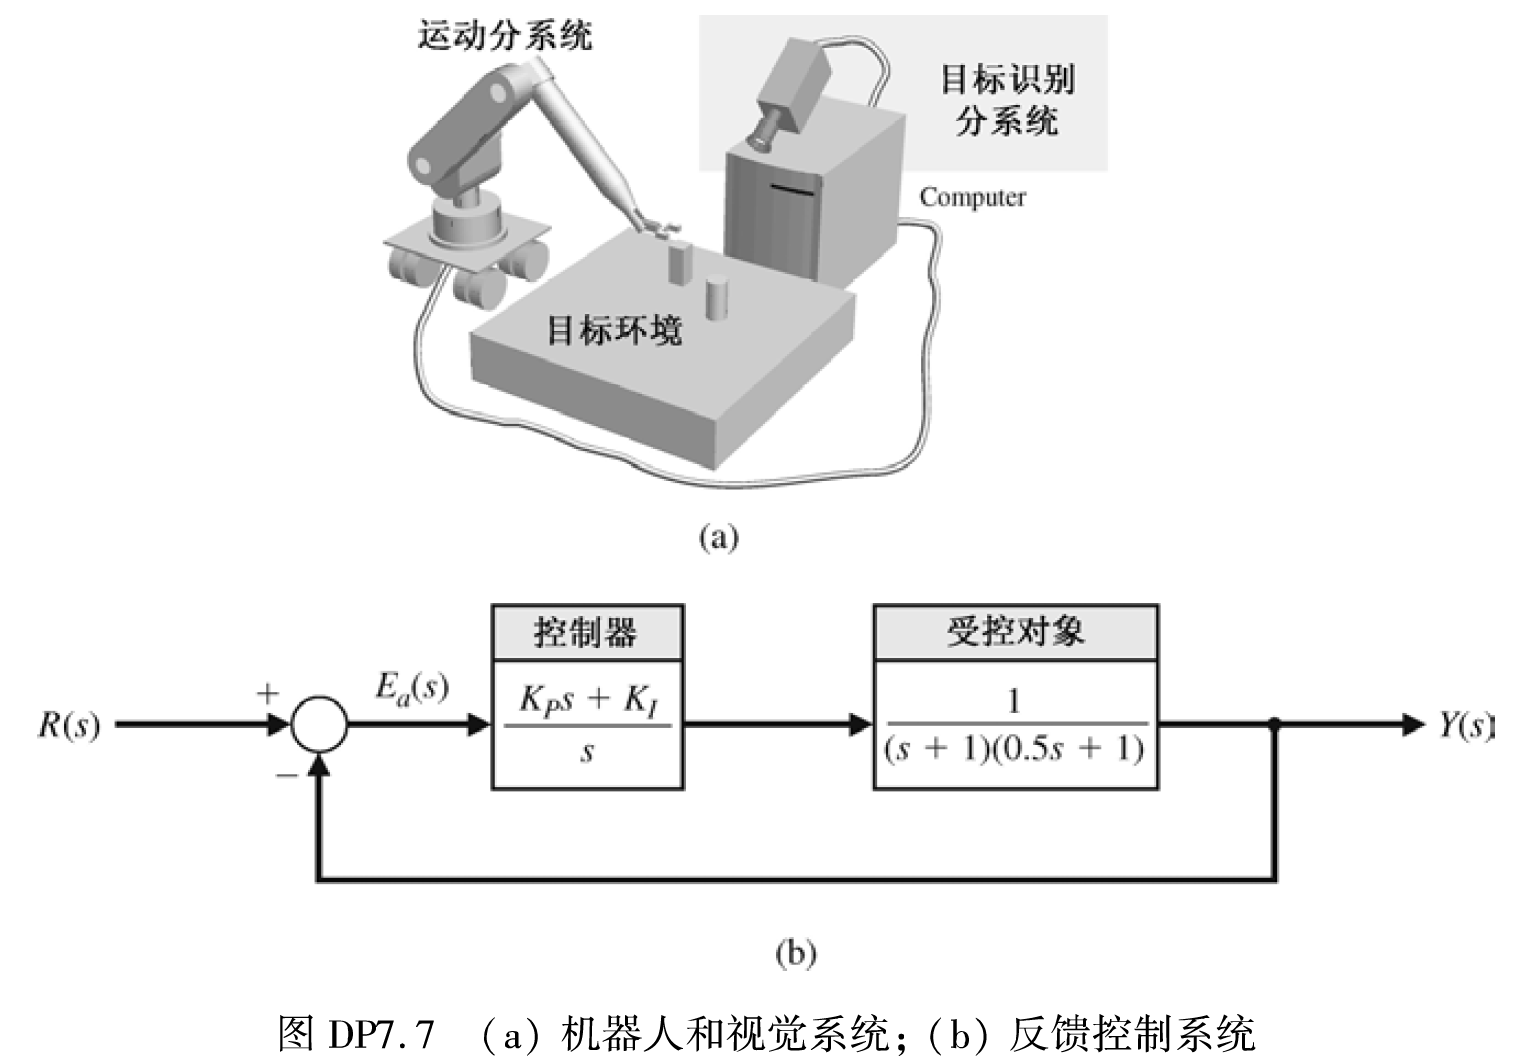 运动分系统
目标识别
分系统
Computer
目标环境
(a)
控制器
受控对象
R(s)
+
−
E_a(s)
K_P s + K_I
s
1
(s + 1)(0.5s + 1)
Y(s)
(b)
图 DP7.7 (a) 机器人和视觉系统; (b) 反馈控制系统